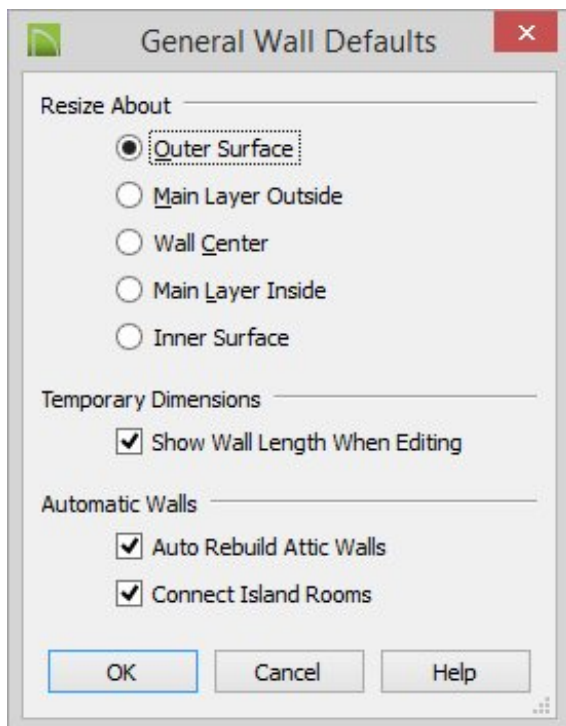 General Wall Defaults
Resize About
Outer Surface
Main Layer Outside
Wall Center
Main Layer Inside
Inner Surface
Temporary Dimensions
Show Wall Length When Editing
Automatic Walls
Auto Rebuild Attic Walls
Connect Island Rooms
OK Cancel Help